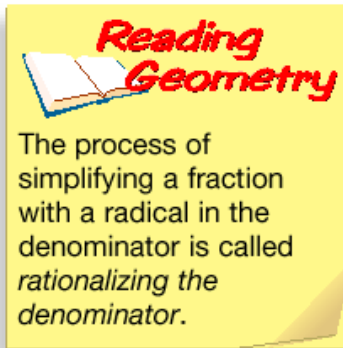 Reading
Geometry
The process of
simplifying a fraction
with a radical in the
denominator is called
rationalizing the
denominator.